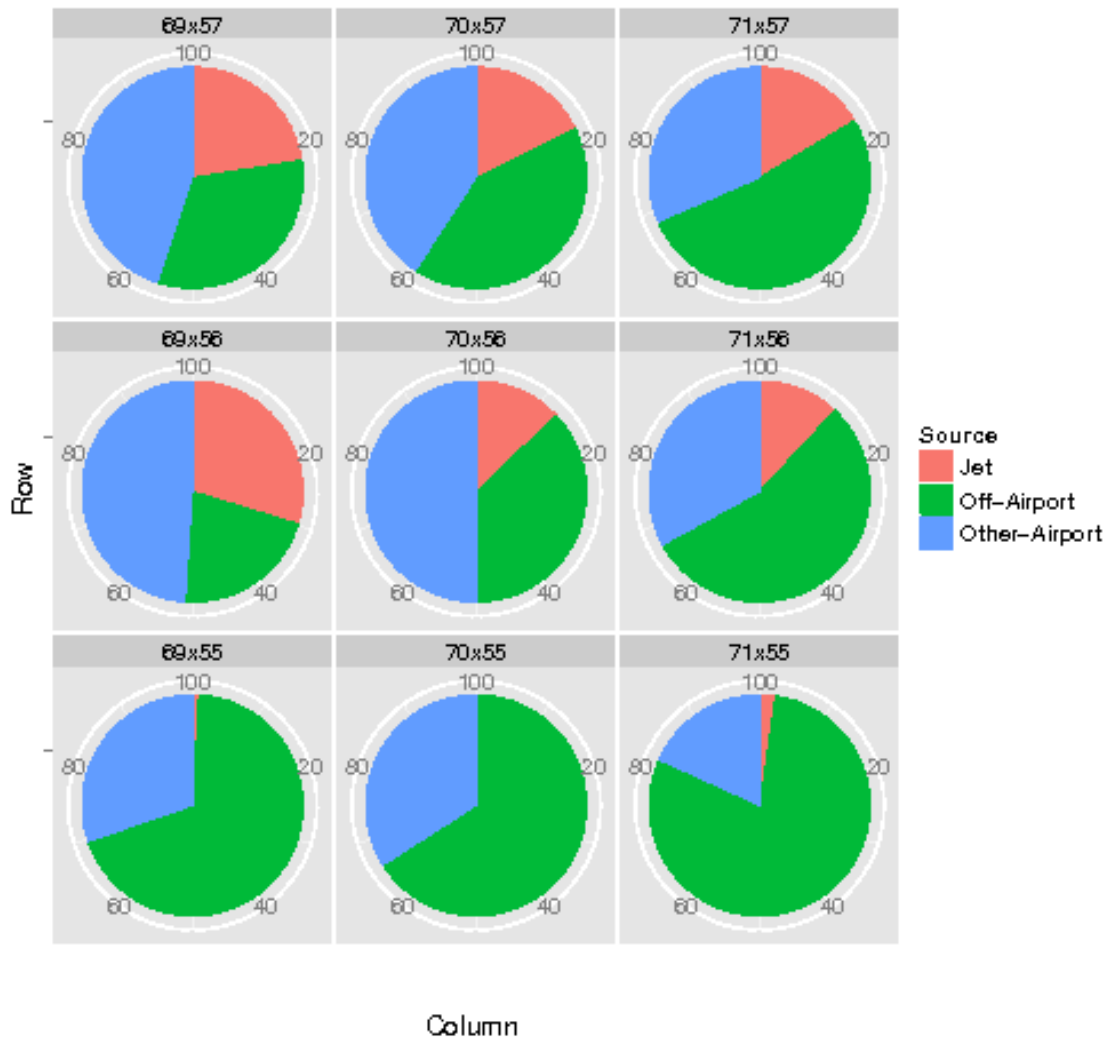 69x57 70x57 71x57
100 100 100
80 20 80 20 80 20
60 40 60 40 60 40
69x56 70x56 71x56
100 100 100
80 20 80 20 80 20
60 40 60 40 60 40
69x55 70x55 71x55
100 100 100
80 20 80 20 80 20
60 40 60 40 60 40
Row
Column
Source
Jet
Off-Airport
Other-Airport